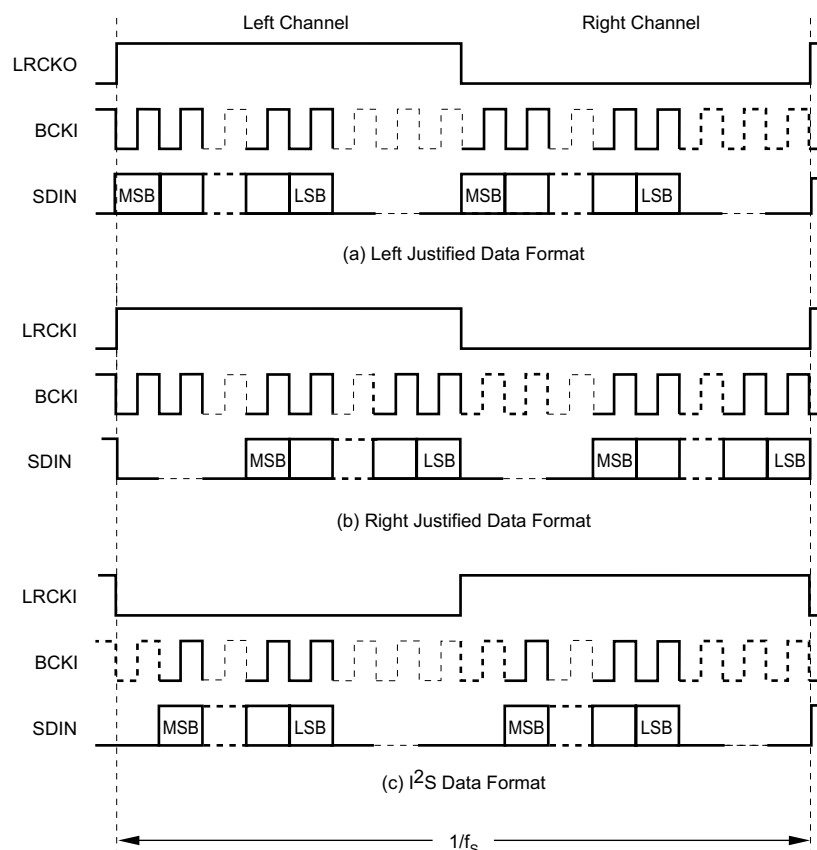 Left Channel Right Channel
LRCKO
BCKI
SDIN MSB LSB MSB LSB
(a) Left Justified Data Format
LRCKI
BCKI
SDIN MSB LSB MSB LSB
(b) Right Justified Data Format
LRCKI
BCKI
SDIN MSB LSB MSB LSB
(c) I²S Data Format
1/fs